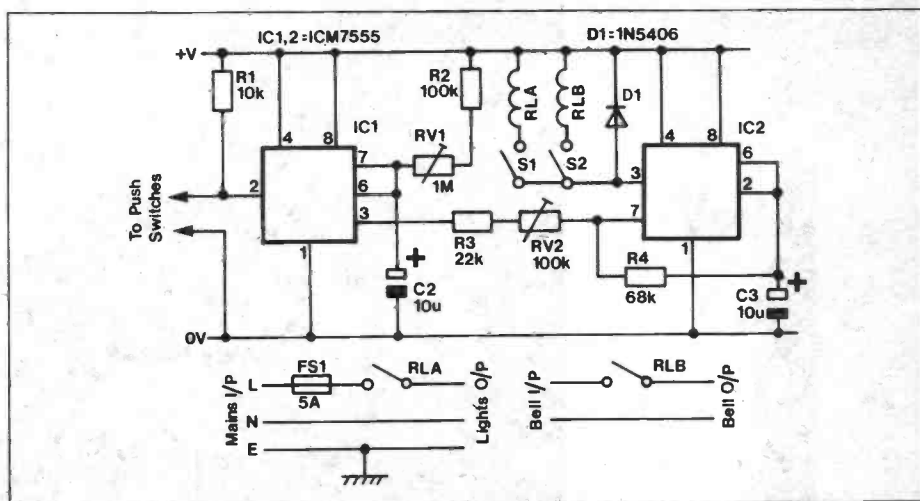 IC1,2=ICM7555
D1=1N5406
+V
R1
10k
R2
100k
RLA
RLB
D1
4
8
IC1
7
RV1
1M
S1
S2
4
8
IC2
6
2
6
3
2
3
7
1
1
To Push
Switches
R3
22k
RV2
100k
R4
68k
+
C2
10u
+
C3
10u
0V
Mains I/P
L
FS1
5A
RLA
N
E
Lights O/P
Bell I/P
RLB
Bell O/P